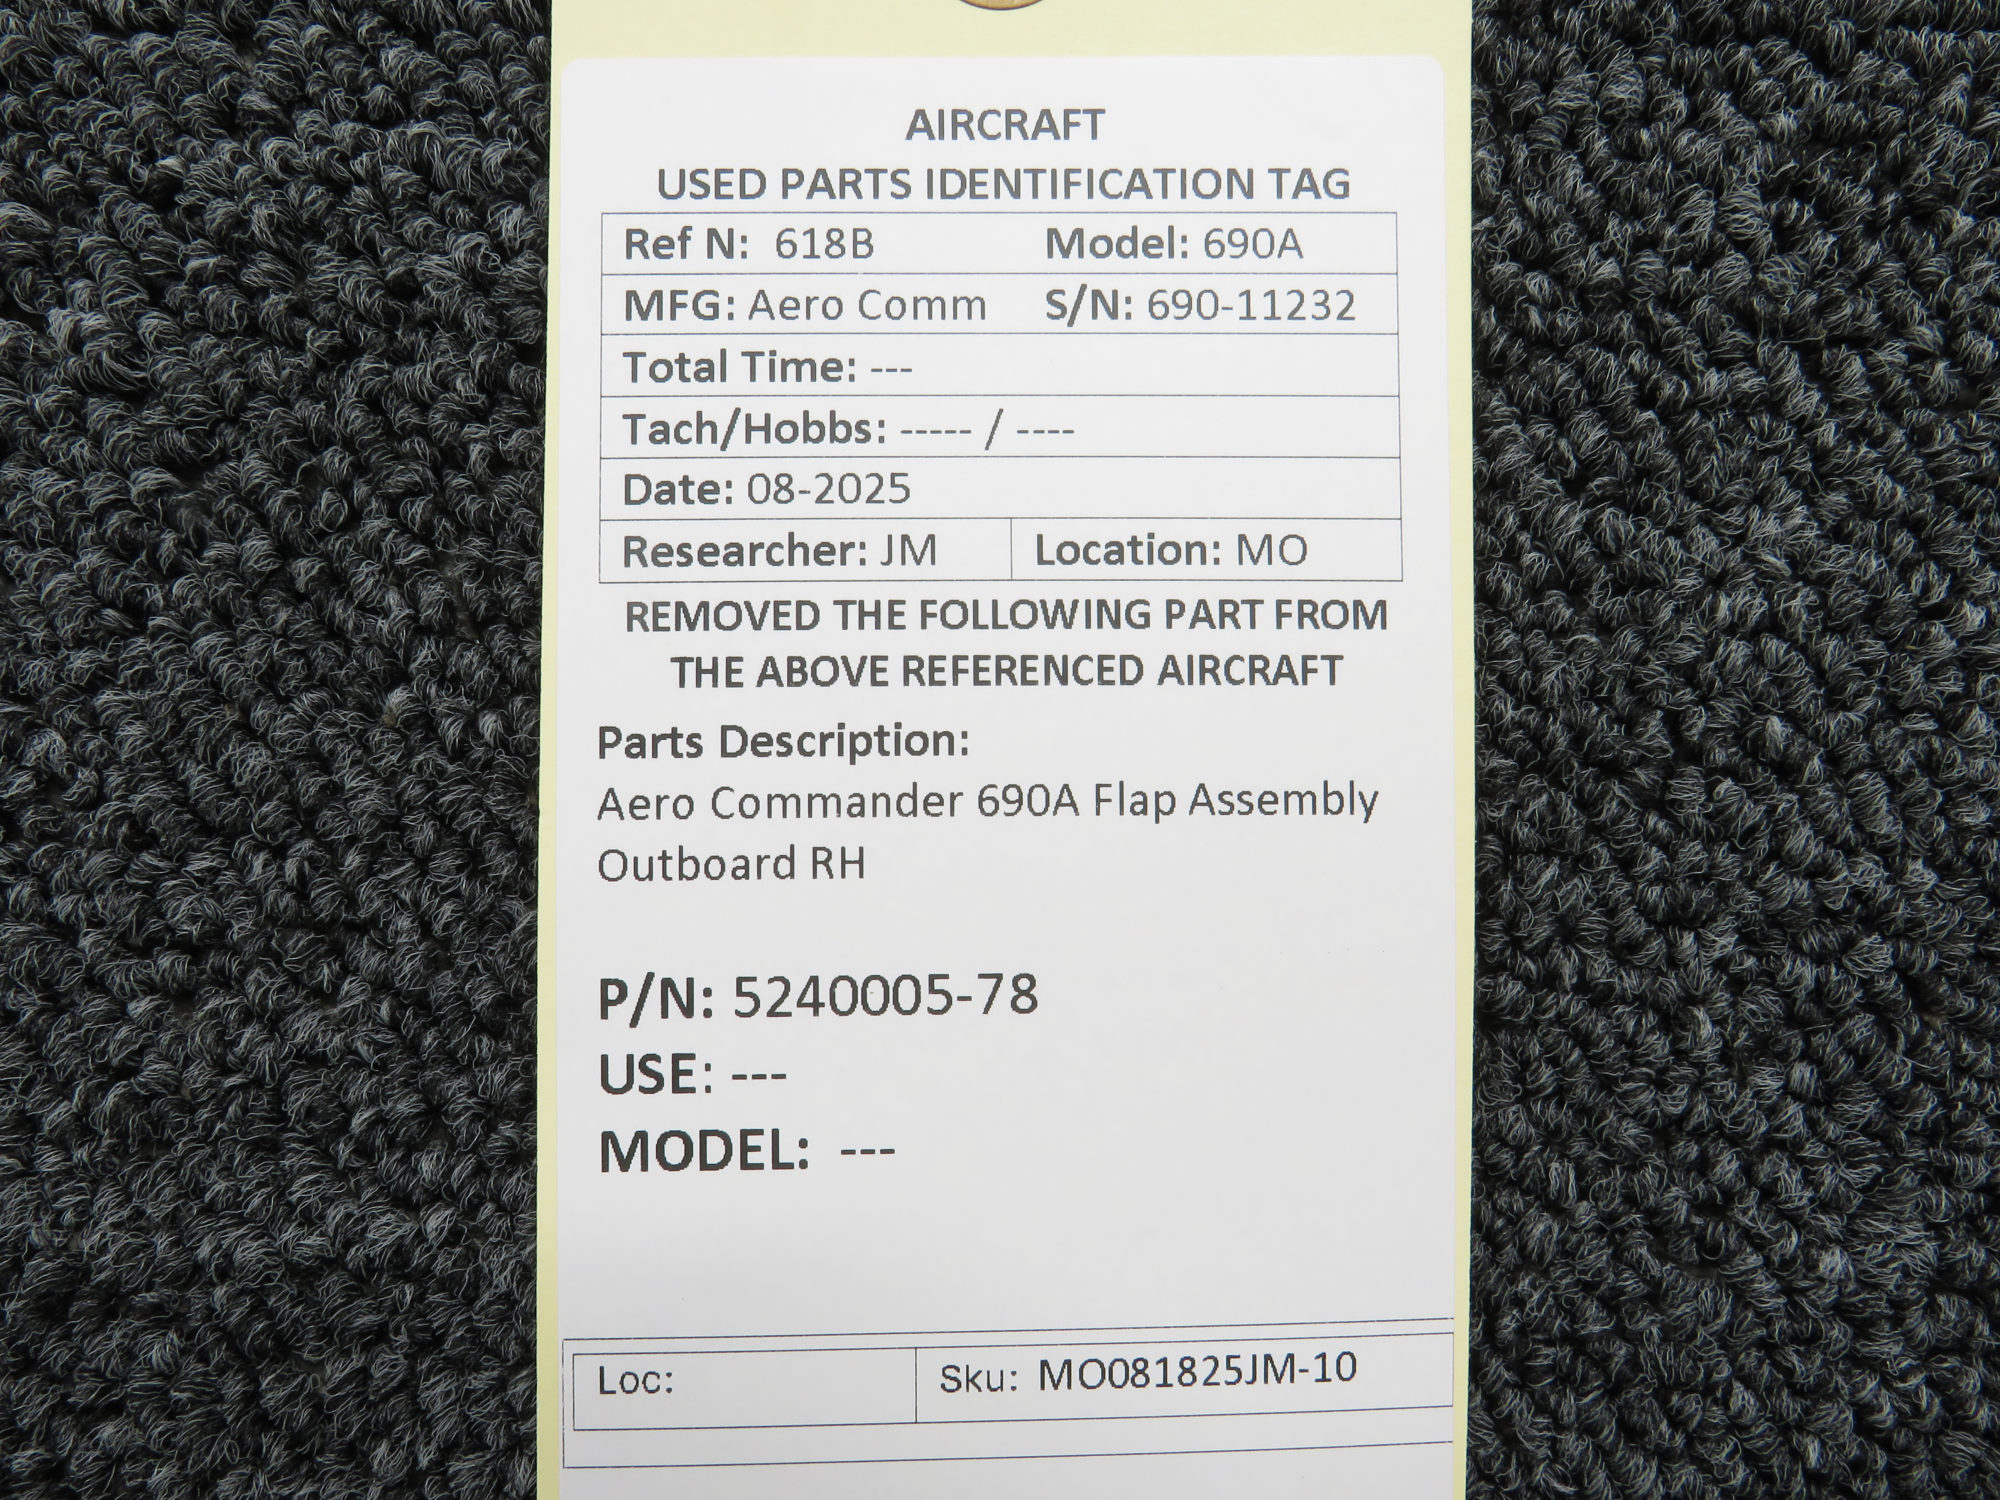 AIRCRAFT
USED PARTS IDENTIFICATION TAG
Ref N: 618B Model: 690A
MFG: Aero Comm S/N: 690-11232
Total Time: ---
Tach/Hobbs: ----- / ----
Date: 08-2025
Researcher: JM Location: MO
REMOVED THE FOLLOWING PART FROM
THE ABOVE REFERENCED AIRCRAFT
Parts Description:
Aero Commander 690A Flap Assembly
Outboard RH
P/N: 5240005-78
USE: ---
MODEL: ---
Loc: Sku: MO081825JM-10